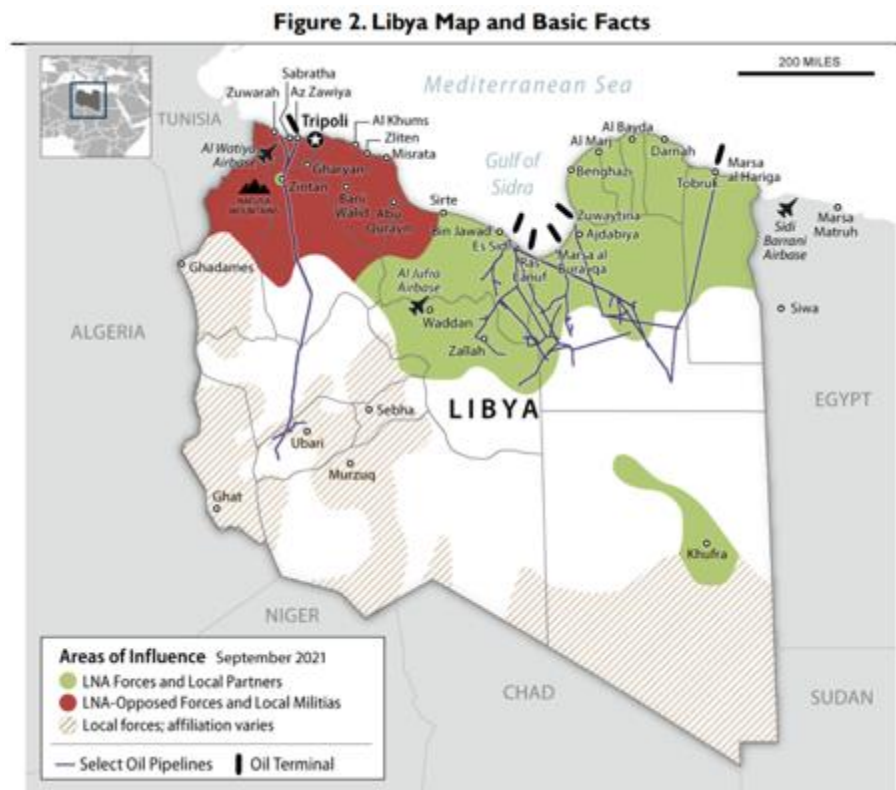 Figure 2. Libya Map and Basic Facts
200 MILES
Mediterranean Sea
Sabratha
Zuwarah
Az Zawiya
TUNISIA
Tripoli
Al Khums
Zliten
Misrata
Al Watiya
Airbase
Gharyan
Zintan
NAFUSA
MOUNTAINS
Bani
Walid
Abu
Qurayn
Gulf of
Sidra
Al Bayda
Al Marj
Darnah
Benghazi
Marsa
al Hariga
Tobruk
Sirte
Bin Jawad
Es Sidr
Zuwaytina
Ajdabiya
Ras
Lanuf
Marsa al
Burayqa
Sidi
Barrani
Airbase
Marsa
Matruh
Ghadames
Al Jufra
Airbase
Waddan
Zallah
Siwa
ALGERIA
LIBYA
EGYPT
Sebha
Ubari
Murzuq
Ghat
Khufra
NIGER
CHAD
SUDAN
Areas of Influence September 2021
LNA Forces and Local Partners
LNA-Opposed Forces and Local Militias
Local forces; affiliation varies
Select Oil Pipelines
Oil Terminal